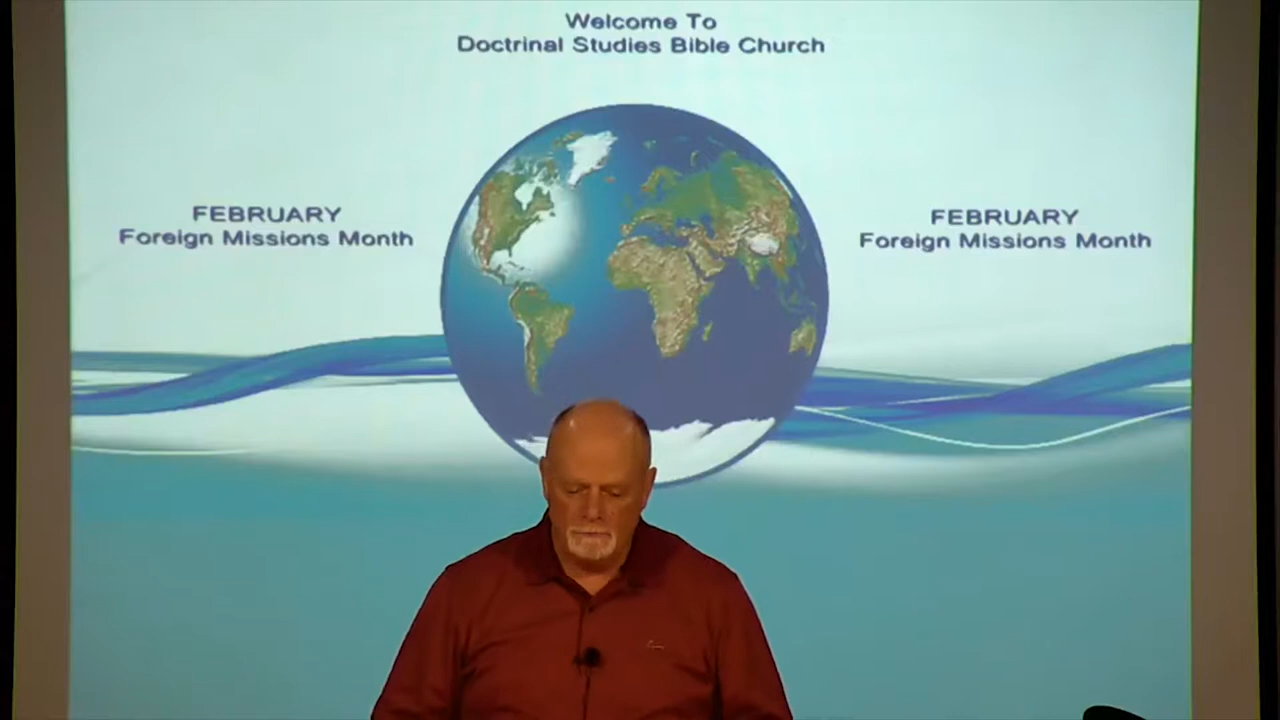 Welcome To
Doctrinal Studies Bible Church
FEBRUARY
Foreign Missions Month
FEBRUARY
Foreign Missions Month